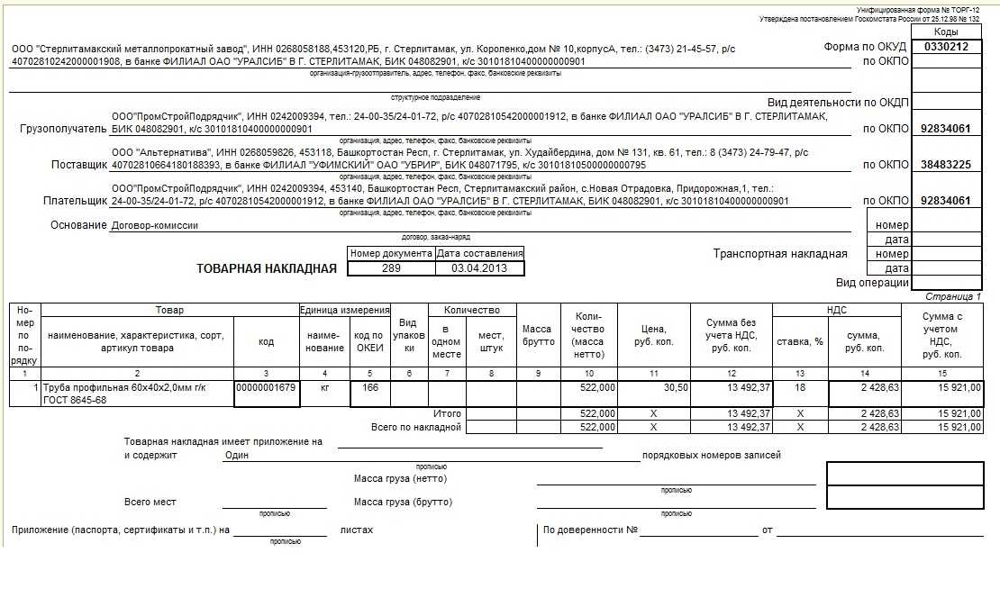 Унифицированная форма № ТОРГ-12
Утверждена постановлением Госкомстата России от 25.12.98 № 132
Коды
Форма по ОКУД 0330212
ООО "Стерлитамакский металлопрокатный завод", ИНН 0268058188,453120,РБ, г. Стерлитамак, ул. Короленко,дом № 10,корпусА, тел.: (3473) 21-45-57, р/с
40702810242000001908, в банке ФИЛИАЛ ОАО "УРАЛСИБ" В Г. СТЕРЛИТАМАК, БИК 048082901, к/с 30101810400000000901 по ОКПО
организация-грузоотправитель, адрес, телефон, факс, банковские реквизиты
структурное подразделение
Вид деятельности по ОКДП
ООО"ПромСтройПодрядчик", ИНН 0242009394, тел.: 24-00-35/24-01-72, р/с 40702810542000001912, в банке ФИЛИАЛ ОАО "УРАЛСИБ" В Г. СТЕРЛИТАМАК,
Грузополучатель БИК 048082901, к/с 30101810400000000901 по ОКПО 92834061
организация, адрес, телефон, факс, банковские реквизиты
ООО "Альтернатива", ИНН 0268059826, 453118, Башкортостан Респ, г. Стерлитамак, ул. Худайбердина, дом № 131, кв. 61, тел.: 8 (3473) 24-79-47, р/с
Поставщик 40702810664180188393, в банке ФИЛИАЛ "УФИМСКИЙ" ОАО "УБРИР", БИК 048071795, к/с 30101810500000000795 по ОКПО 38483225
организация, адрес, телефон, факс, банковские реквизиты
ООО"ПромСтройПодрядчик", ИНН 0242009394, 453140, Башкортостан Респ, Стерлитамакский район, с.Новая Отрадовка, Придорожная,1, тел.:
Плательщик 24-00-35/24-01-72, р/с 40702810542000001912, в банке ФИЛИАЛ ОАО "УРАЛСИБ" В Г. СТЕРЛИТАМАК, БИК 048082901, к/с 30101810400000000901 по ОКПО 92834061
организация, адрес, телефон, факс, банковские реквизиты
Основание Договор-комиссии номер
договор, заказ-наряд
дата
Номер документа Дата составления
Транспортная накладная номер
ТОВАРНАЯ НАКЛАДНАЯ 289 03.04.2013
дата
Вид операции
Страница 1
Но-
мер
по
по-
рядку
Товар
наименование, характеристика, сорт,
артикул товара
код
Единица измерения
наиме-
нование
код по
ОКЕИ
Вид
упаков
ки
Количество
в
одном
месте
мест,
штук
Масса
брутто
Коли-
чество
(масса
нетто)
Цена,
руб. коп.
Сумма без
учета НДС,
руб. коп.
НДС
ставка, %
сумма,
руб. коп.
Сумма с
учетом
НДС,
руб. коп.
1 2 3 4 5 6 7 8 9 10 11 12 13 14 15
1 Труба профильная 60х40х2,0мм г/к 00000001679 кг 166 522,000 30,50 13 492,37 18 2 428,63 15 921,00
ГОСТ 8645-68
Итого 522,000 Х 13 492,37 Х 2 428,63 15 921,00
Всего по накладной 522,000 Х 13 492,37 Х 2 428,63 15 921,00
Товарная накладная имеет приложение на
и содержит Один порядковых номеров записей
прописью
Масса груза (нетто)
прописью
Всего мест Масса груза (брутто)
прописью прописью
Приложение (паспорта, сертификаты и т.п.) на листах По доверенности № от
прописью